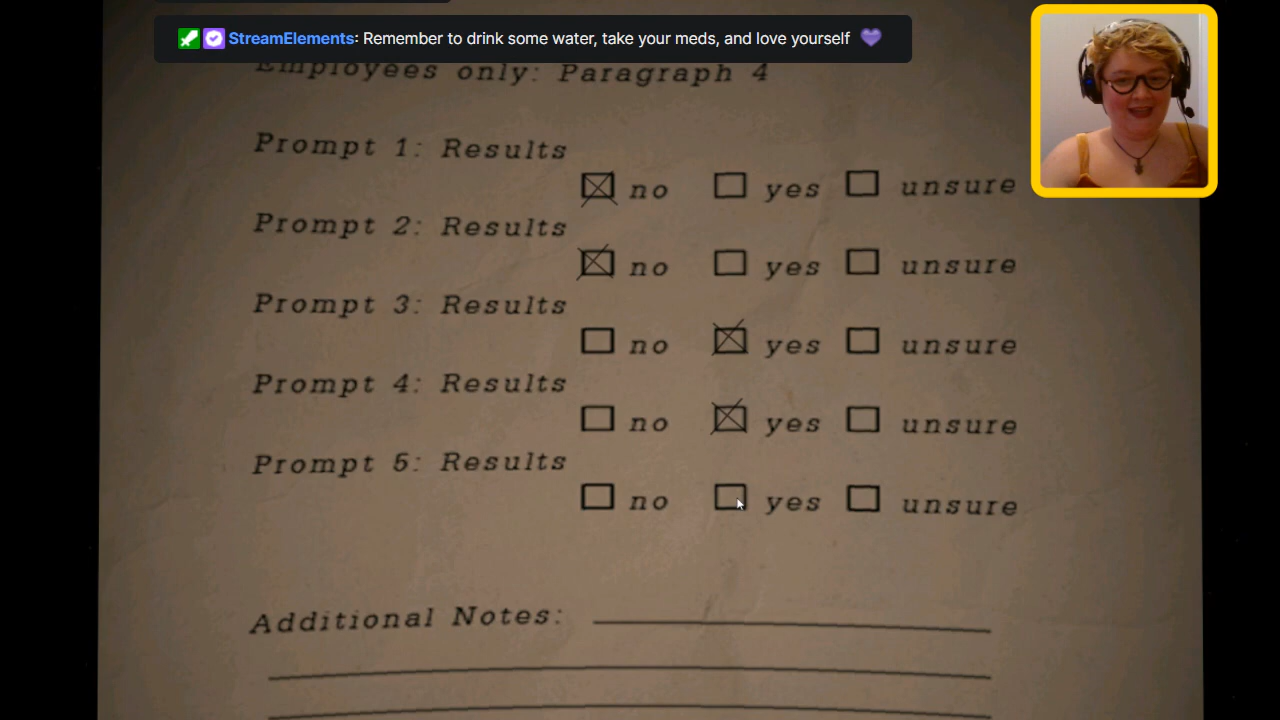 StreamElements: Remember to drink some water, take your meds, and love yourself 💜
Employees only: Paragraph 4
Prompt 1: Results
no yes unsure
Prompt 2: Results
no yes unsure
Prompt 3: Results
no yes unsure
Prompt 4: Results
no yes unsure
Prompt 5: Results
no yes unsure
Additional Notes: